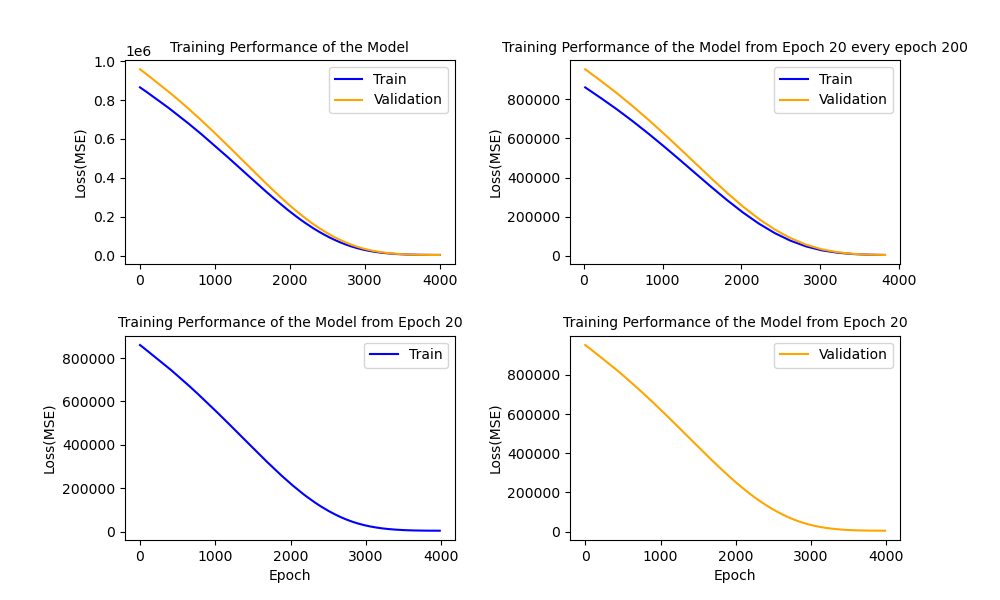 Training Performance of the Model
1e6
1.0
0.8
0.6
0.4
0.2
0.0
Loss(MSE)
0 1000 2000 3000 4000
Train
Validation
Training Performance of the Model from Epoch 20 every epoch 200
800000
600000
400000
200000
0
Loss(MSE)
0 1000 2000 3000 4000
Train
Validation
Training Performance of the Model from Epoch 20
800000
600000
400000
200000
0
Loss(MSE)
0 1000 2000 3000 4000
Epoch
Train
Training Performance of the Model from Epoch 20
800000
600000
400000
200000
0
Loss(MSE)
0 1000 2000 3000 4000
Epoch
Validation